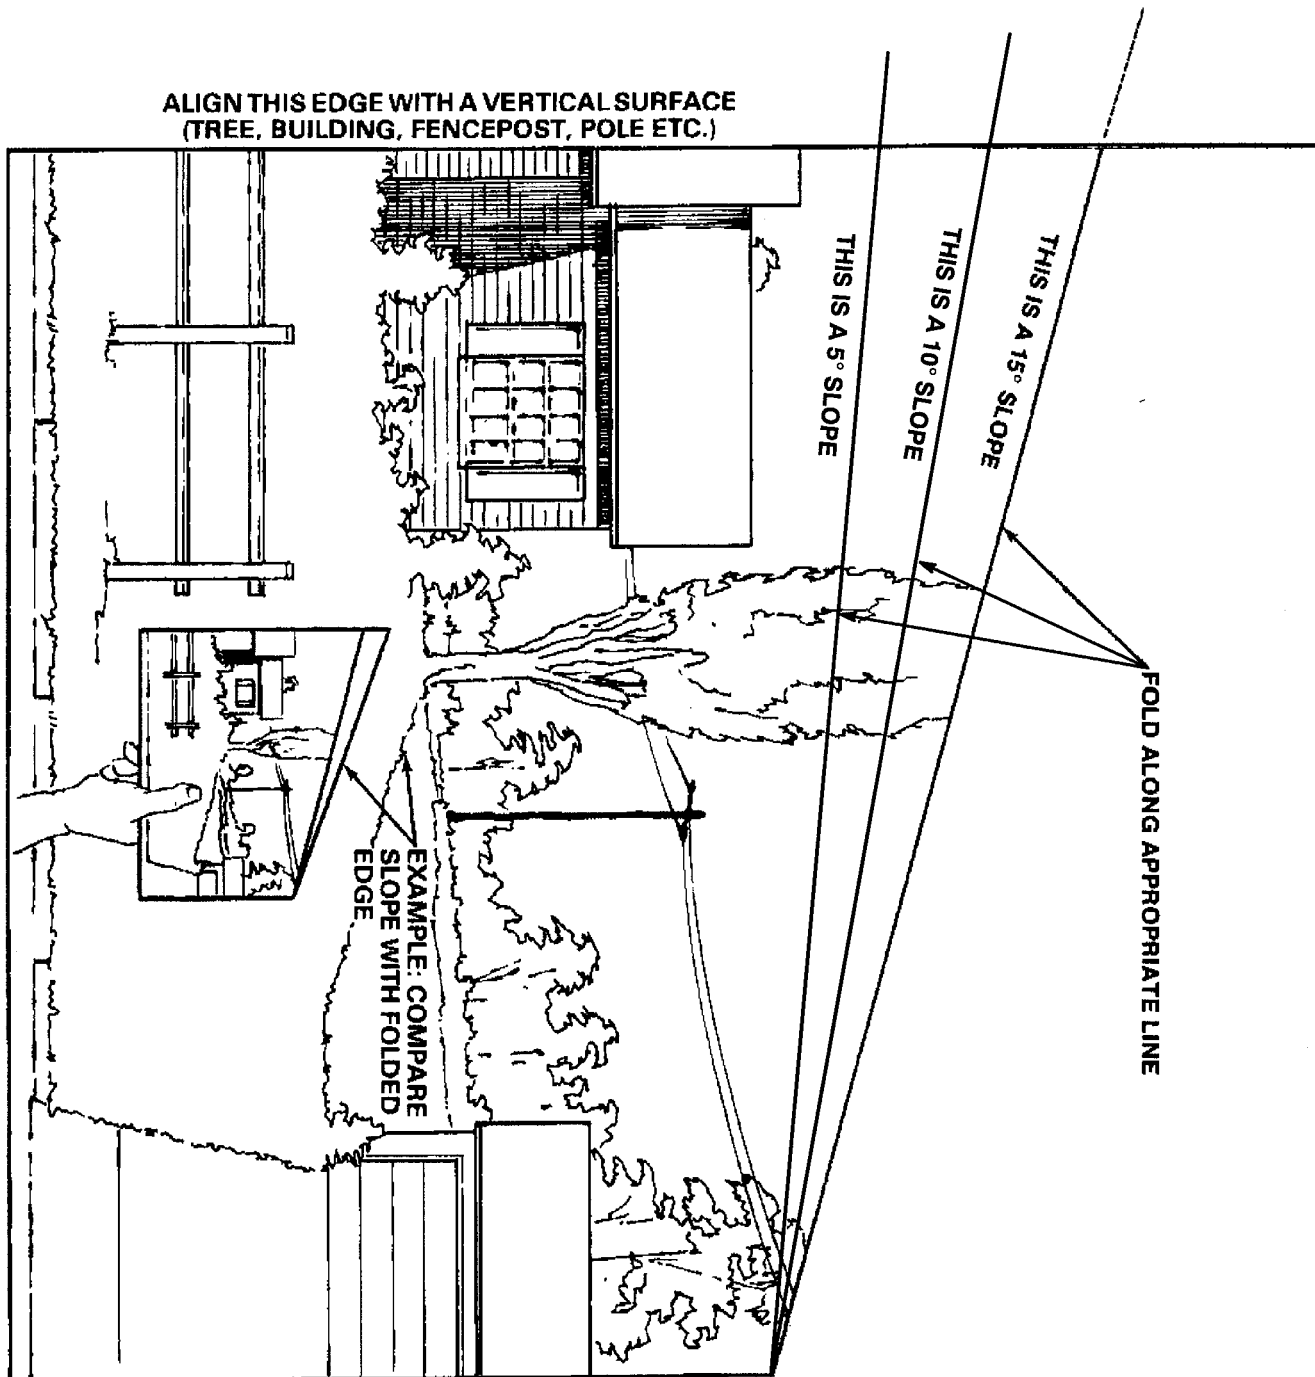 ALIGN THIS EDGE WITH A VERTICAL SURFACE
(TREE, BUILDING, FENCEPOST, POLE ETC.)
THIS IS A 5° SLOPE
THIS IS A 10° SLOPE
THIS IS A 15° SLOPE
FOLD ALONG APPROPRIATE LINE
EXAMPLE: COMPARE
SLOPE WITH FOLDED
EDGE